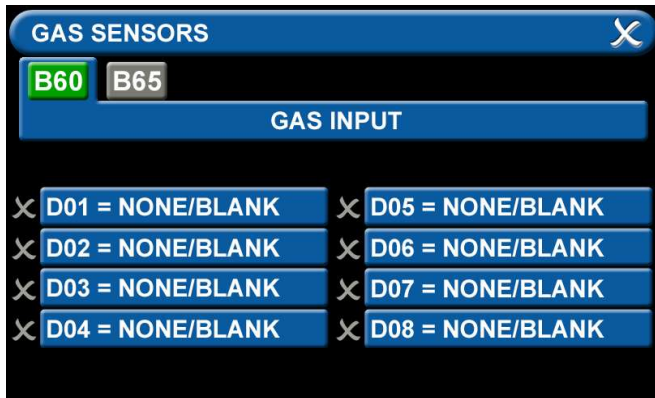 GAS SENSORS
B60 B65
GAS INPUT
D01 = NONE/BLANK D05 = NONE/BLANK
D02 = NONE/BLANK D06 = NONE/BLANK
D03 = NONE/BLANK D07 = NONE/BLANK
D04 = NONE/BLANK D08 = NONE/BLANK